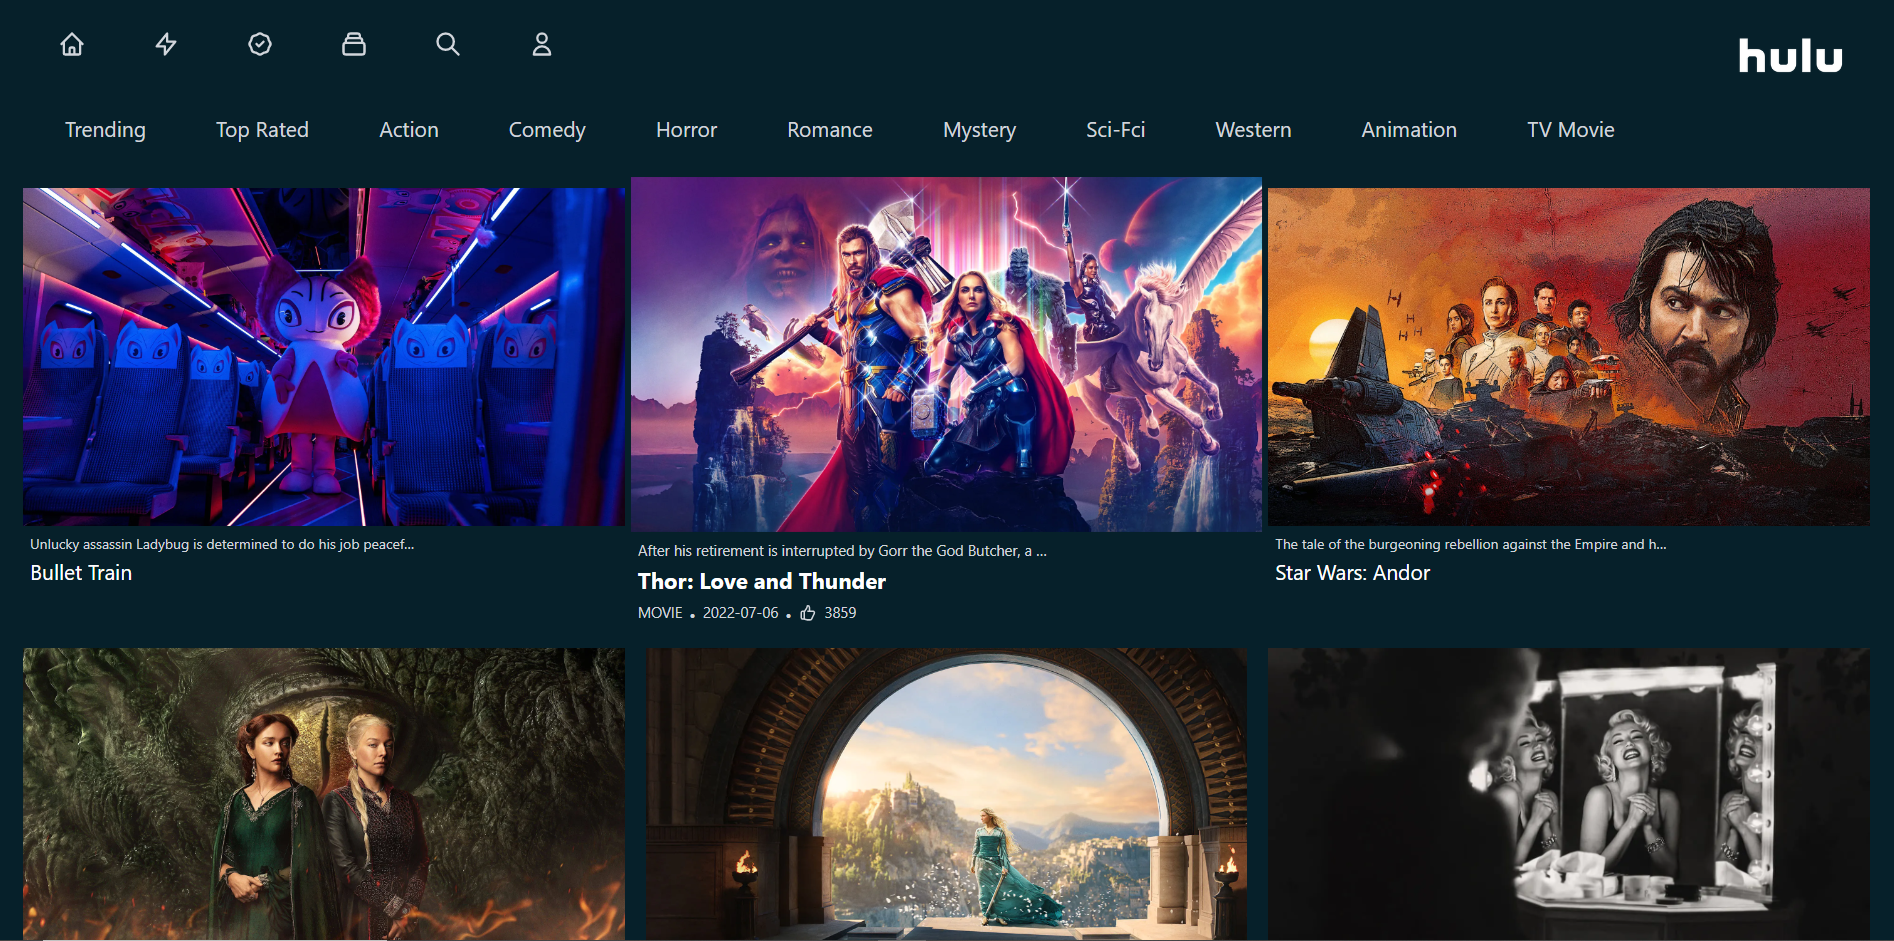 hulu
Trending Top Rated Action Comedy Horror Romance Mystery Sci-Fci Western Animation TV Movie
Unlucky assassin Ladybug is determined to do his job peacef...
Bullet Train
After his retirement is interrupted by Gorr the God Butcher, a ...
Thor: Love and Thunder
MOVIE • 2022-07-06 • 3859
The tale of the burgeoning rebellion against the Empire and h...
Star Wars: Andor